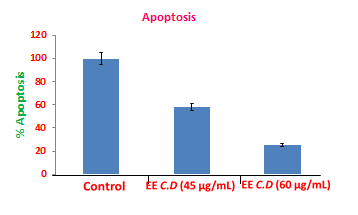 Apoptosis
% Apoptosis
120
100
80
60
40
20
0
Control
EE C.D (45 µg/mL)
EE C.D (60 µg/mL)